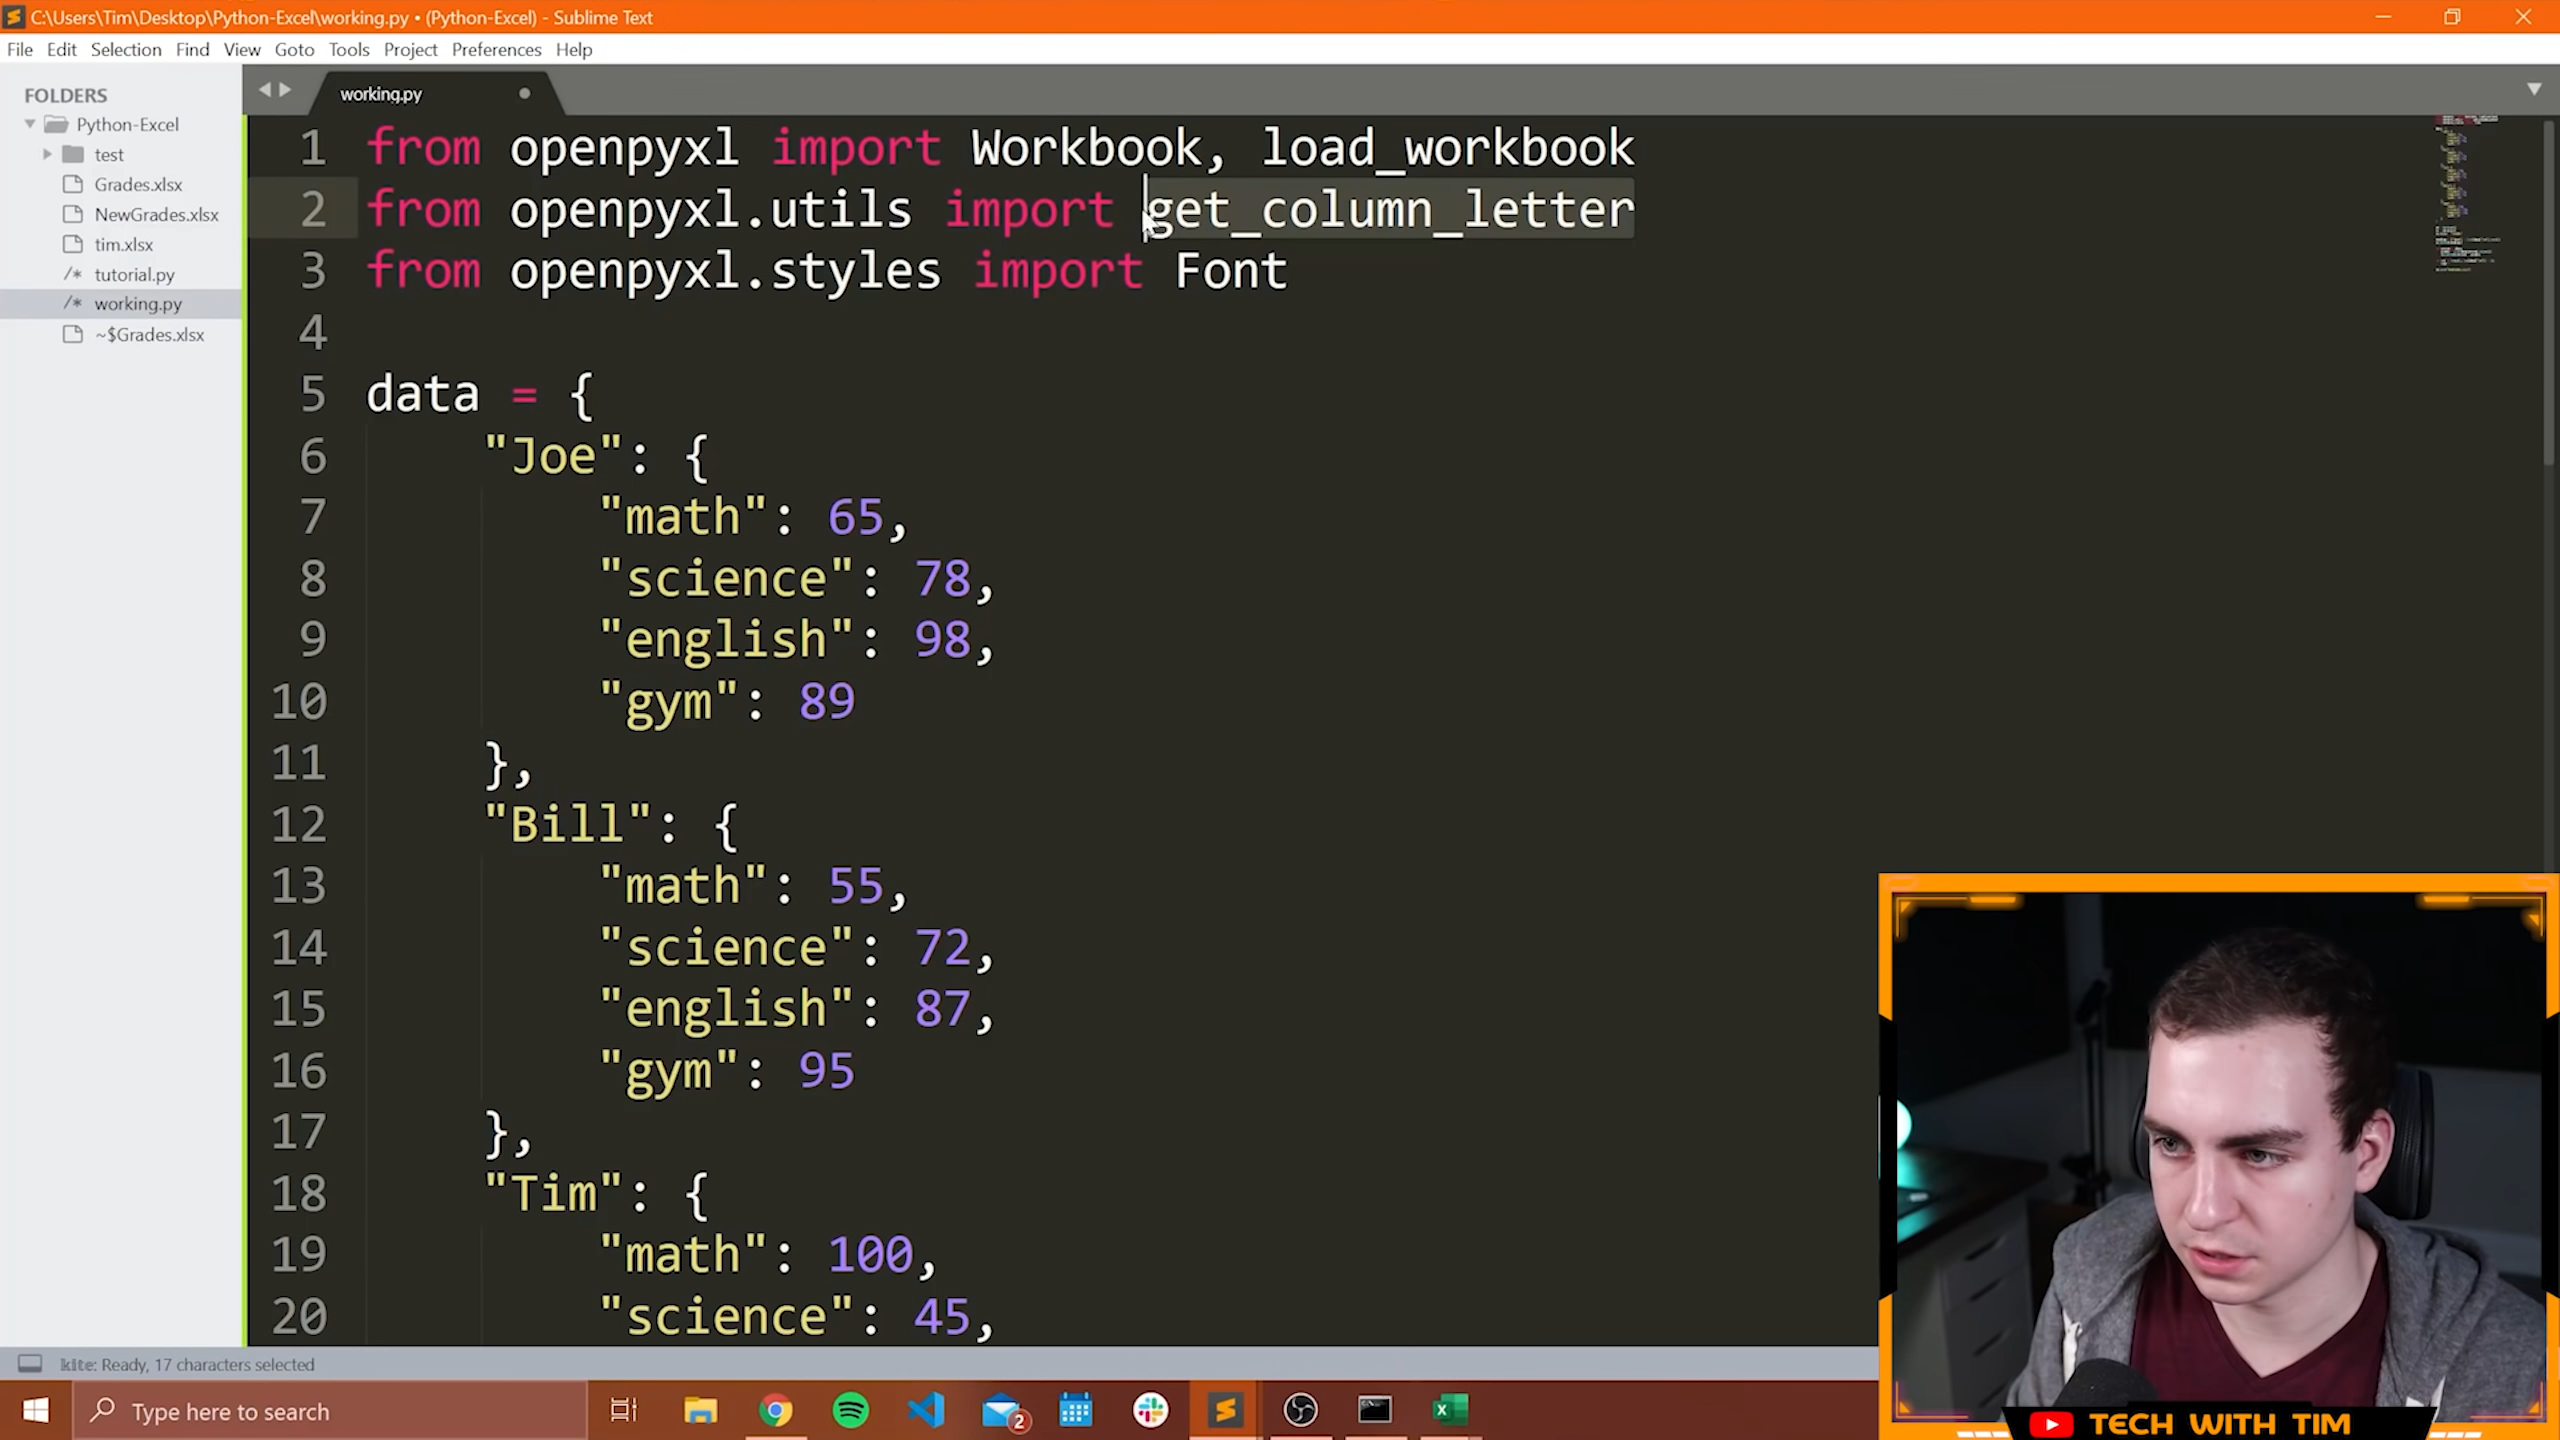 C:\Users\Tim\Desktop\Python-Excel\working.py • (Python-Excel) - Sublime Text
File Edit Selection Find View Goto Tools Project Preferences Help
FOLDERS
Python-Excel
test
Grades.xlsx
NewGrades.xlsx
tim.xlsx
/* tutorial.py
/* working.py
~$Grades.xlsx
working.py
1 from openpyxl import Workbook, load_workbook
2 from openpyxl.utils import get_column_letter
3 from openpyxl.styles import Font
4
5 data = {
6 "Joe": {
7 "math": 65,
8 "science": 78,
9 "english": 98,
10 "gym": 89
11 },
12 "Bill": {
13 "math": 55,
14 "science": 72,
15 "english": 87,
16 "gym": 95
17 },
18 "Tim": {
19 "math": 100,
20 "science": 45,
kite: Ready, 17 characters selected
Type here to search
2
TECH WITH TIM